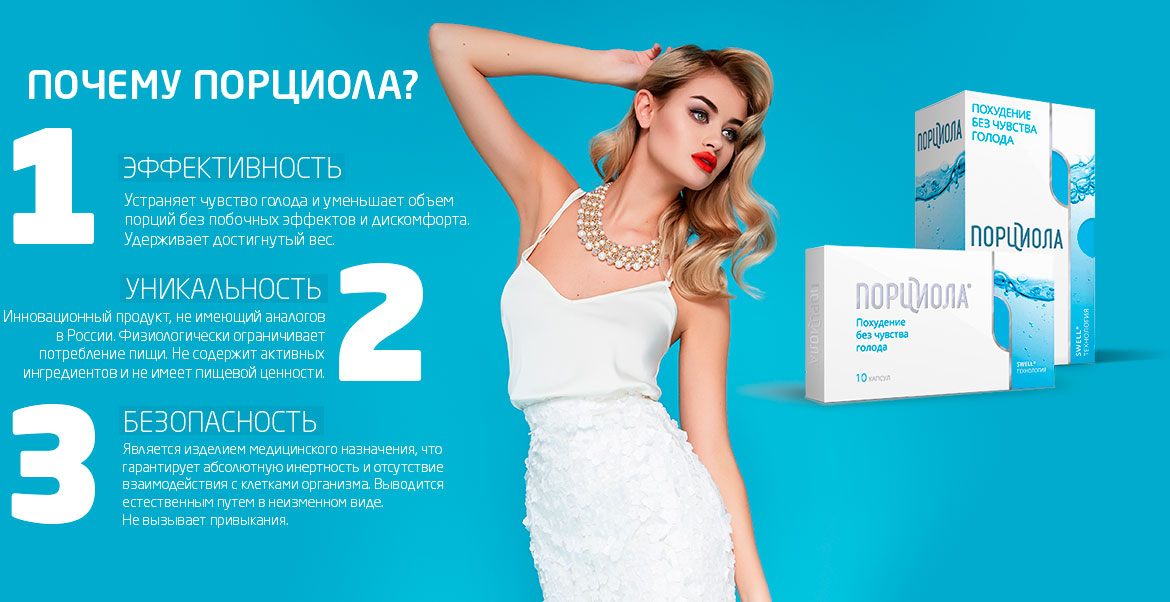 ПОЧЕМУ ПОРЦИОЛА?
1
ЭФФЕКТИВНОСТЬ
Устраняет чувство голода и уменьшает объем
порций без побочных эффектов и дискомфорта.
Удерживает достигнутый вес.
УНИКАЛЬНОСТЬ
2
Инновационный продукт, не имеющий аналогов
в России. Физиологически ограничивает
потребление пищи. Не содержит активных
ингредиентов и не имеет пищевой ценности.
3
БЕЗОПАСНОСТЬ
Является изделием медицинского назначения, что
гарантирует абсолютную инертность и отсутствие
взаимодействия с клетками организма. Выводится
естественным путем в неизменном виде.
Не вызывает привыкания.
ПОРЦИОЛА
ПОХУДЕНИЕ
БЕЗ ЧУВСТВА
ГОЛОДА
ПОРЦИОЛА
SWELL®
ТЕХНОЛОГИЯ
ПОРЦИОЛА
ПОРЦИОЛА®
Похудение
без чувства
голода
10 КАПСУЛ
SWELL®
ТЕХНОЛОГИЯ